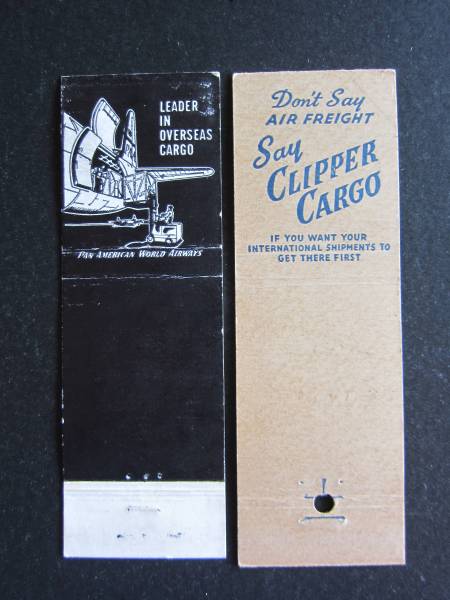 LEADER
IN
OVERSEAS
CARGO
PAN AMERICAN WORLD AIRWAYS
Don't Say
AIR FREIGHT
Say
CLIPPER
CARGO
IF YOU WANT YOUR
INTERNATIONAL SHIPMENTS TO
GET THERE FIRST